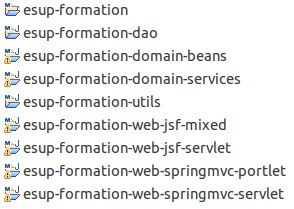 esup-formation
esup-formation-dao
esup-formation-domain-beans
esup-formation-domain-services
esup-formation-utils
esup-formation-web-jsf-mixed
esup-formation-web-jsf-servlet
esup-formation-web-springmvc-portlet
esup-formation-web-springmvc-servlet